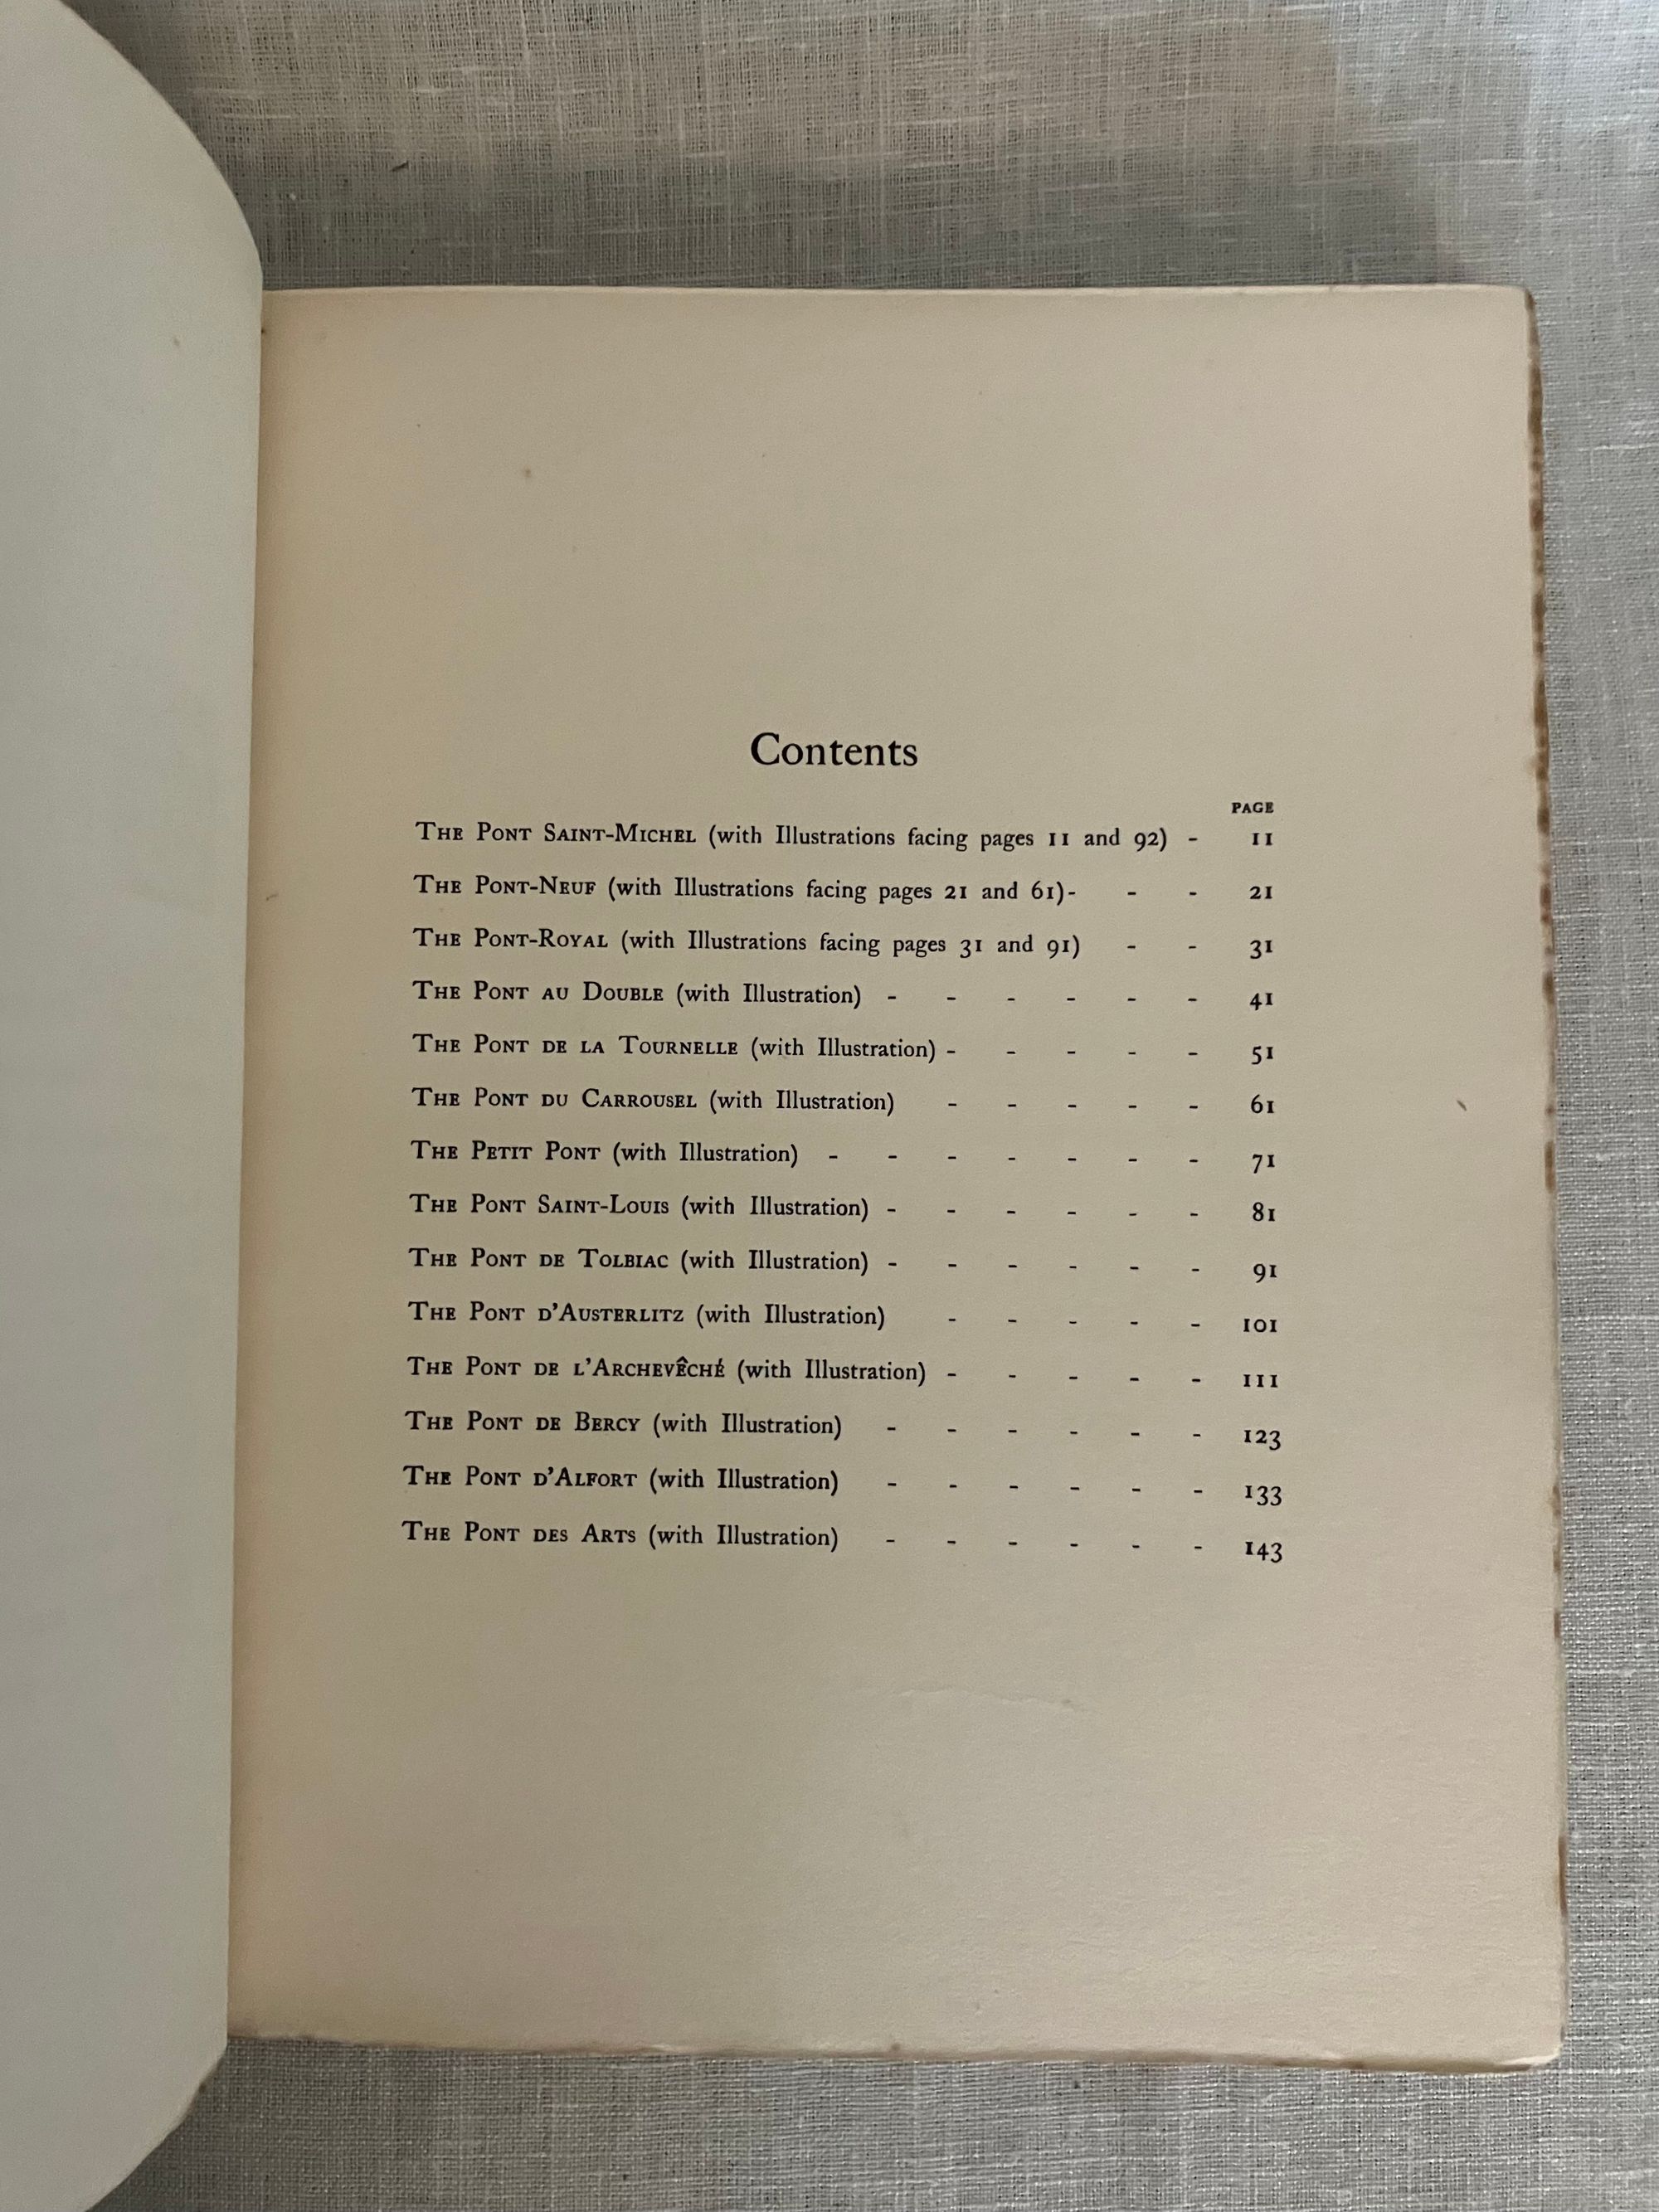 Contents
PAGE
The Pont Saint-Michel (with Illustrations facing pages 11 and 92) - 11
The Pont-Neuf (with Illustrations facing pages 21 and 61)- - - 21
The Pont-Royal (with Illustrations facing pages 31 and 91) - - 31
The Pont au Double (with Illustration) - - - - - - 41
The Pont de la Tournelle (with Illustration) - - - - - 51
The Pont du Carrousel (with Illustration) - - - - - 61
The Petit Pont (with Illustration) - - - - - - - 71
The Pont Saint-Louis (with Illustration) - - - - - - 81
The Pont de Tolbiac (with Illustration) - - - - - - 91
The Pont d'Austerlitz (with Illustration) - - - - - 101
The Pont de l'Archevêché (with Illustration) - - - - - 111
The Pont de Bercy (with Illustration) - - - - - - 123
The Pont d'Alfort (with Illustration) - - - - - - 133
The Pont des Arts (with Illustration) - - - - - - 143